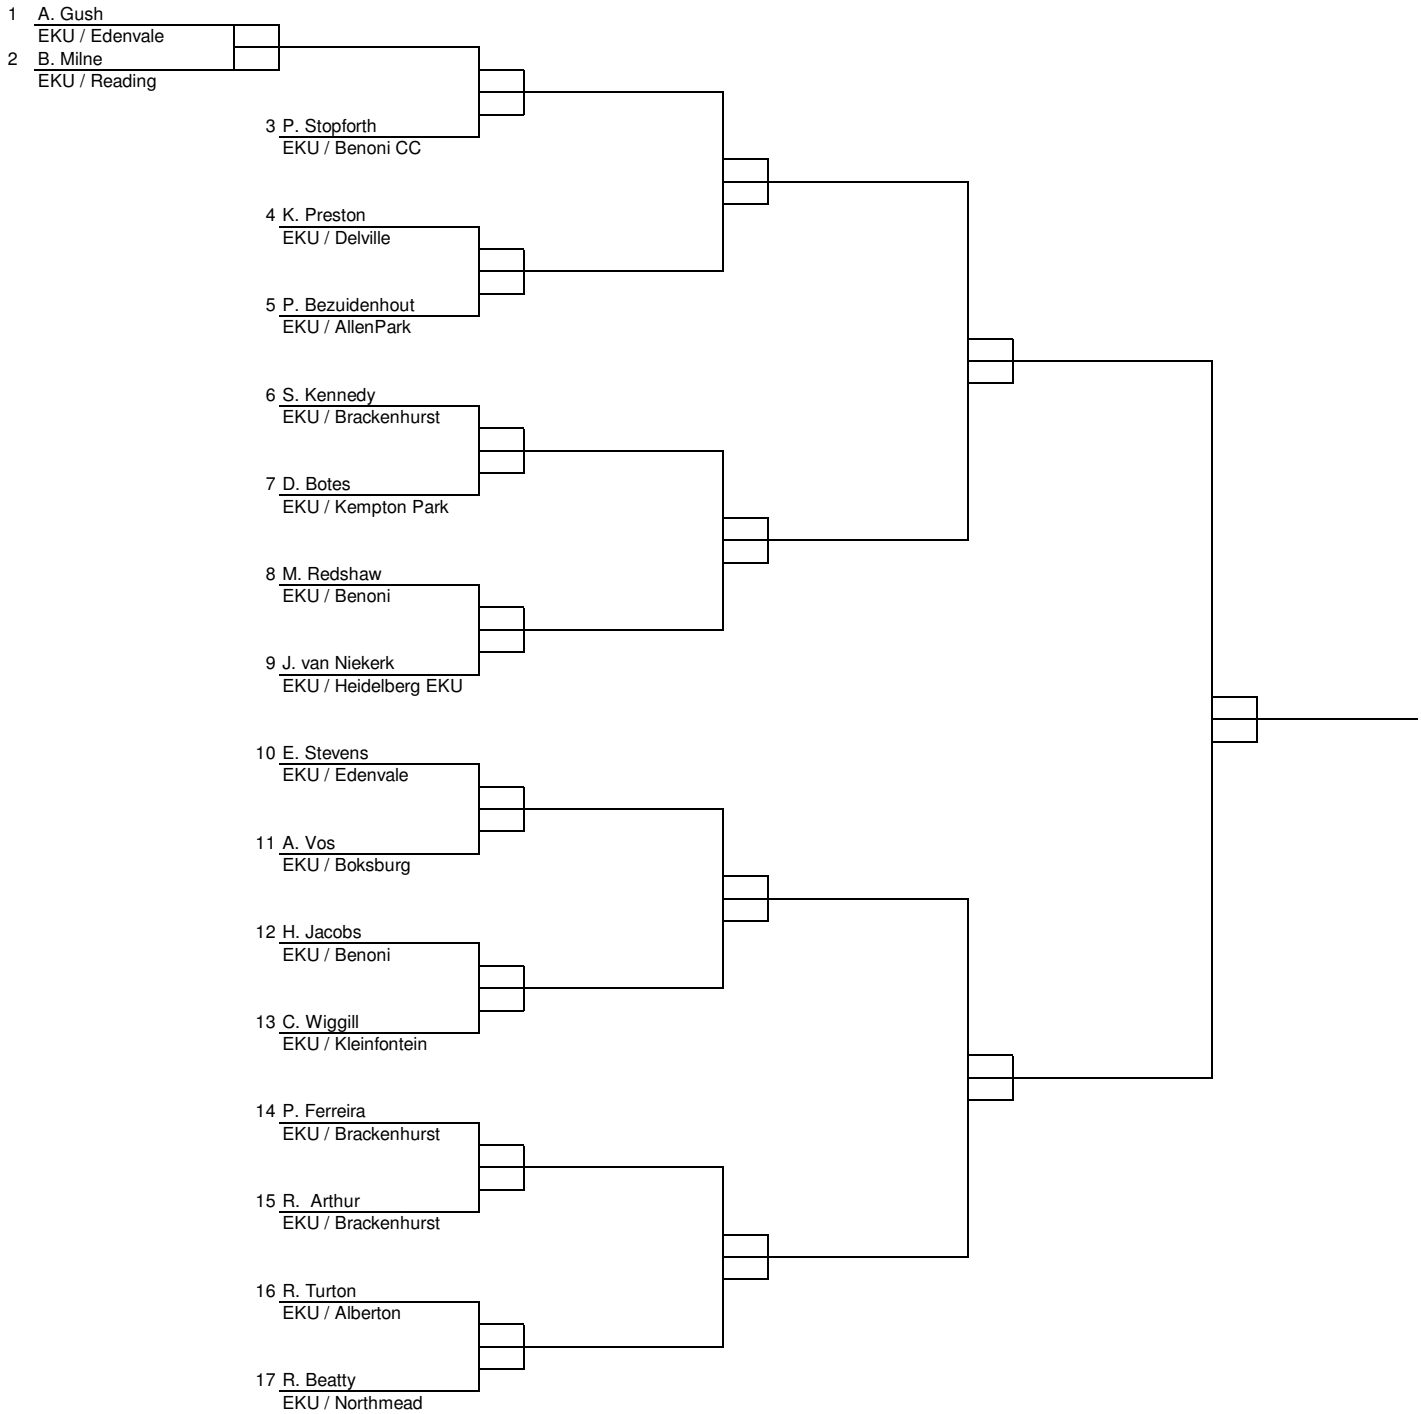 1 A. Gush
EKU / Edenvale
2 B. Milne
EKU / Reading
3 P. Stopforth
EKU / Benoni CC
4 K. Preston
EKU / Delville
5 P. Bezuidenhout
EKU / AllenPark
6 S. Kennedy
EKU / Brackenhurst
7 D. Botes
EKU / Kempton Park
8 M. Redshaw
EKU / Benoni
9 J. van Niekerk
EKU / Heidelberg EKU
10 E. Stevens
EKU / Edenvale
11 A. Vos
EKU / Boksburg
12 H. Jacobs
EKU / Benoni
13 C. Wiggill
EKU / Kleinfontein
14 P. Ferreira
EKU / Brackenhurst
15 R.  Arthur
EKU / Brackenhurst
16 R. Turton
EKU / Alberton
17 R. Beatty
EKU / Northmead